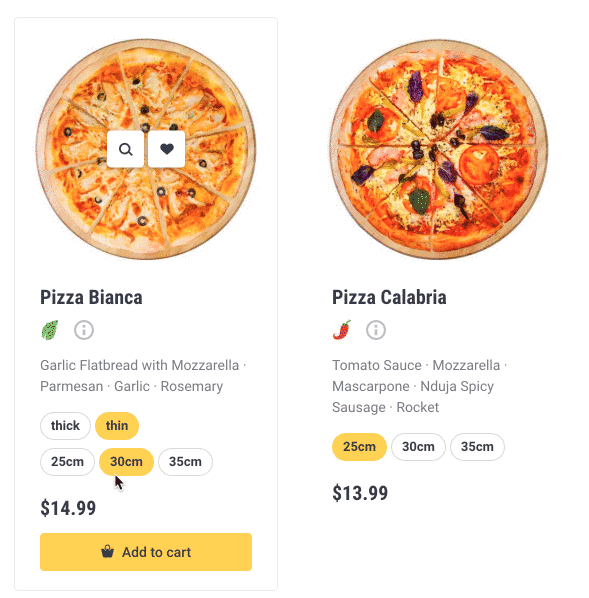 Pizza Bianca
Garlic Flatbread with Mozzarella ·
Parmesan · Garlic · Rosemary
thick thin
25cm 30cm 35cm
$14.99
Add to cart
Pizza Calabria
Tomato Sauce · Mozzarella ·
Mascarpone · Nduja Spicy
Sausage · Rocket
25cm 30cm 35cm
$13.99